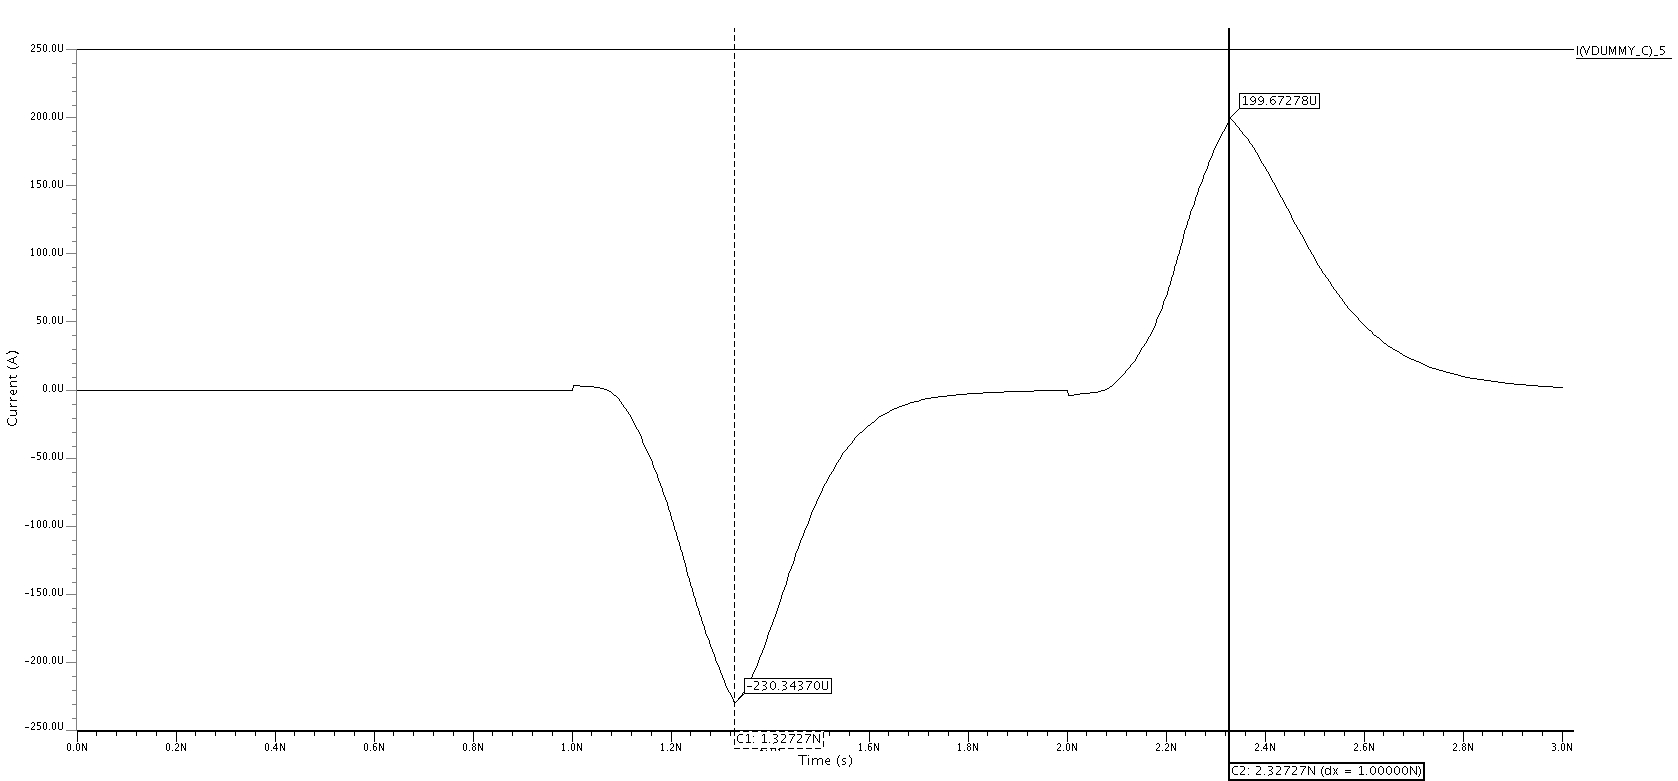 250.0U
I(VDUMMY_C)_5
199.67278U
200.0U
150.0U
100.0U
50.0U
0.0U
Current (A)
-50.0U
-100.0U
-150.0U
-200.0U
-230.34370U
-250.0U
0.0N 0.2N 0.4N 0.6N 0.8N 1.0N 1.2N 1.6N 1.8N 2.0N 2.2N 2.4N 2.6N 2.8N 3.0N
C1: 1.32727N
Time (s)
C2: 2.32727N (dx = 1.00000N)